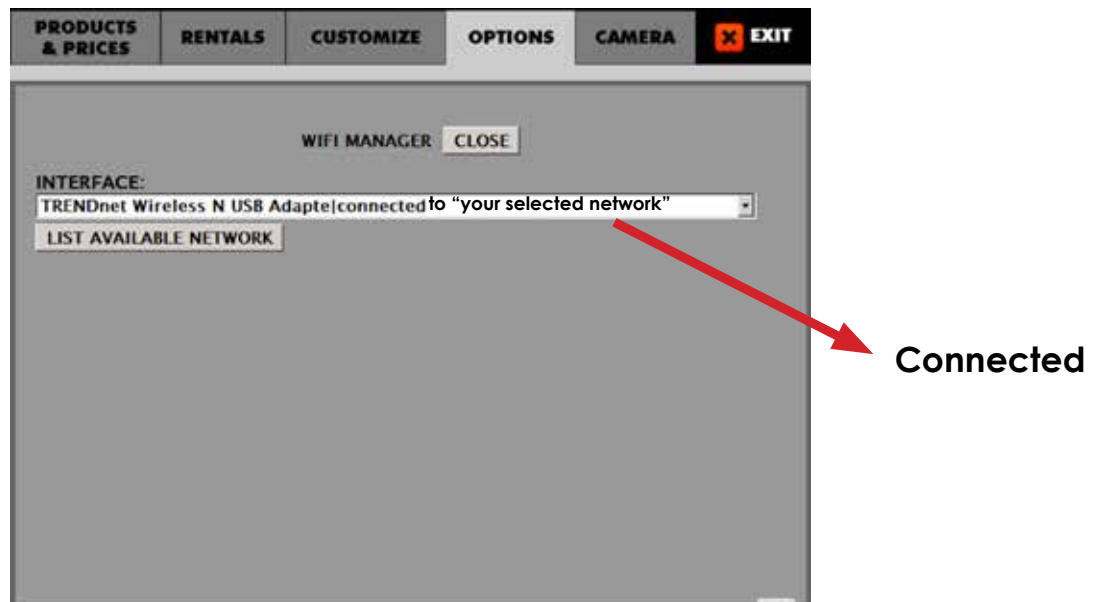 PRODUCTS & PRICES
RENTALS
CUSTOMIZE
OPTIONS
CAMERA
X EXIT
WIFI MANAGER CLOSE
INTERFACE:
TRENDnet Wireless N USB Adapte|connected to “your selected network”
LIST AVAILABLE NETWORK
Connected